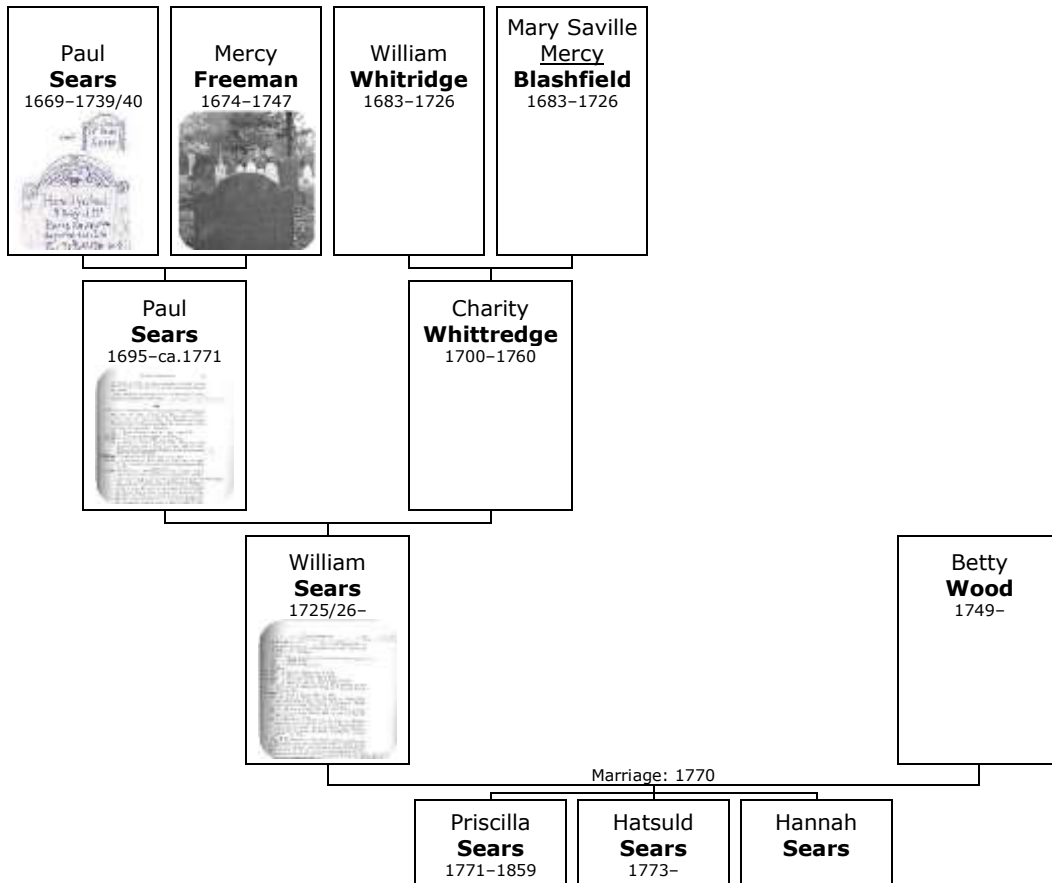 Paul
Sears
1669–1739/40
Mercy
Freeman
1674–1747
William
Whitridge
1683–1726
Mary Saville
Mercy
Blashfield
1683–1726
Paul
Sears
1695–ca.1771
Charity
Whittredge
1700–1760
William
Sears
1725/26–
Betty
Wood
1749–
Marriage: 1770
Priscilla
Sears
1771–1859
Hatsuld
Sears
1773–
Hannah
Sears